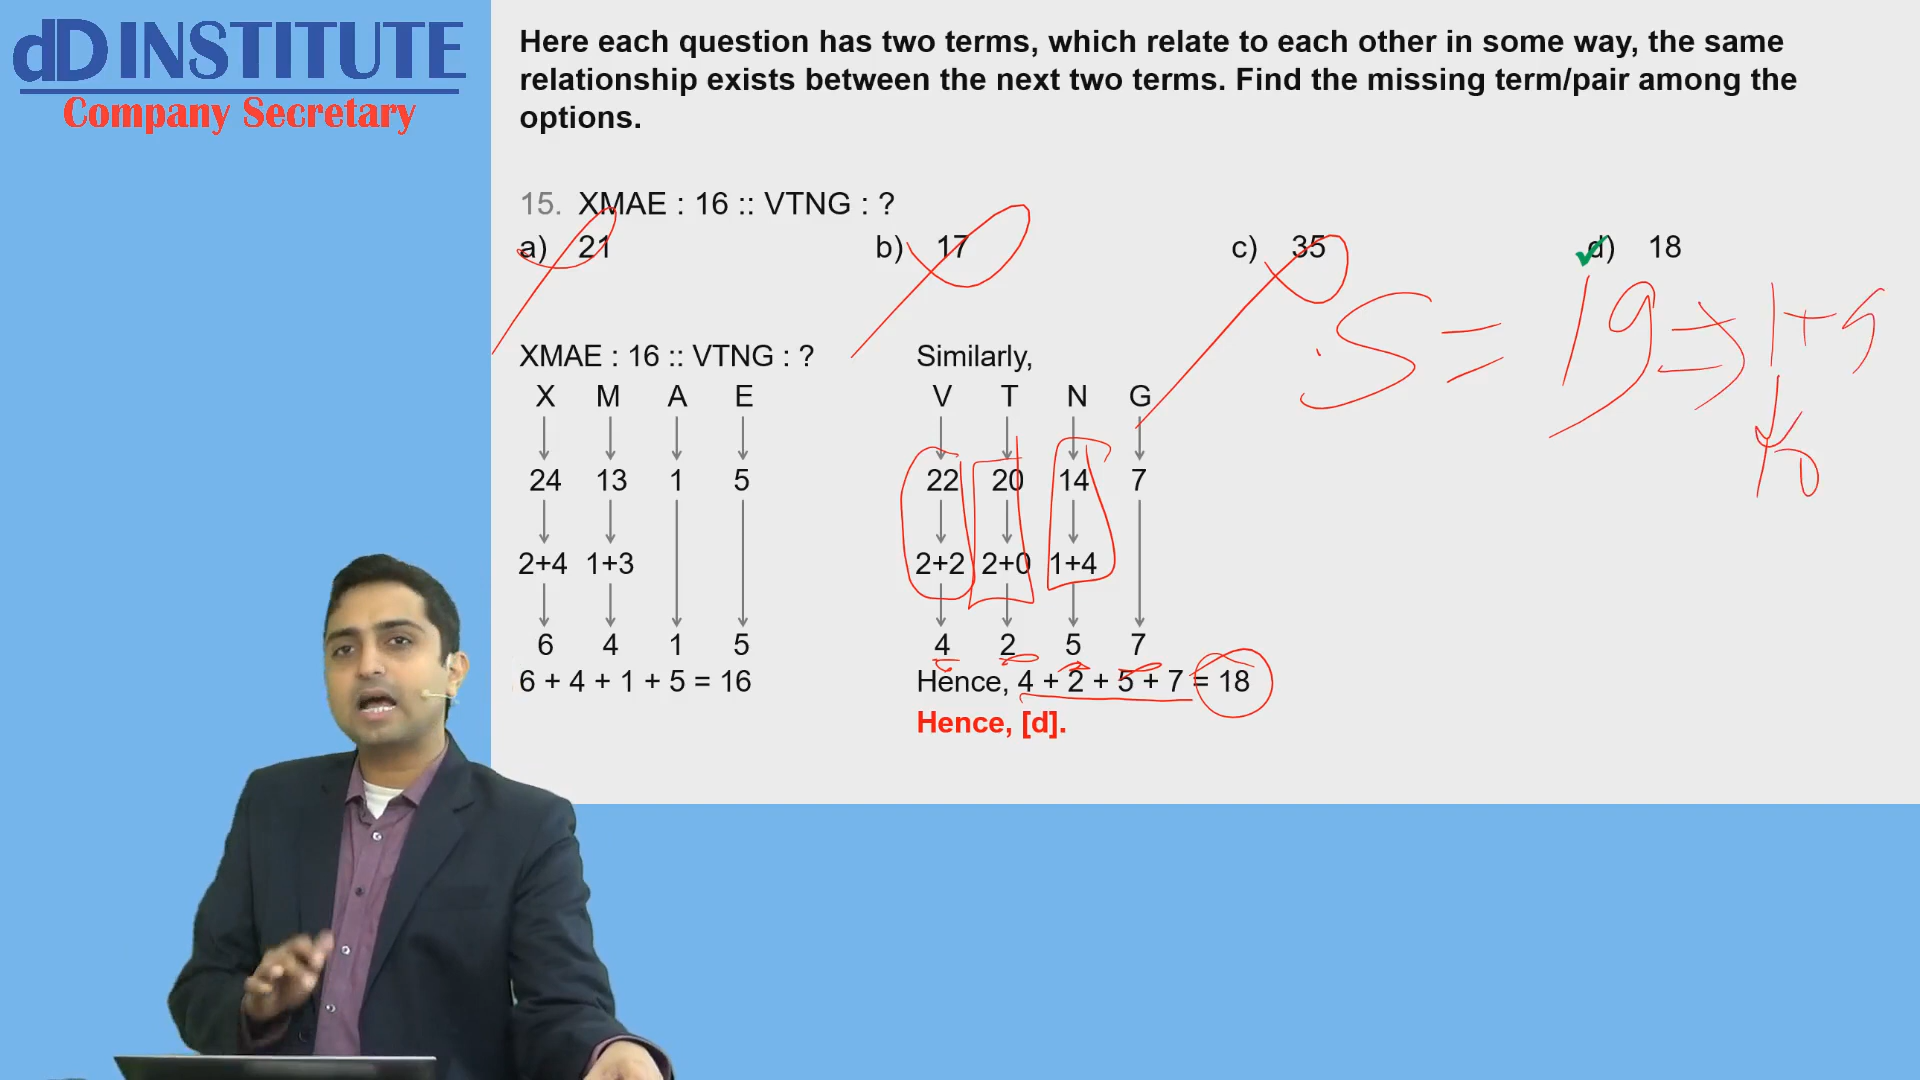 dD INSTITUTE
Company Secretary
Here each question has two terms, which relate to each other in some way, the same
relationship exists between the next two terms. Find the missing term/pair among the
options.
15. XMAE : 16 :: VTNG : ?
a) 21 b) 17 c) 35 d) 18
S = 19 → 1+9
10
XMAE : 16 :: VTNG : ? Similarly,
X M A E V T N G
24 13 1 5 22 20 14 7
2+4 1+3 2+2 2+0 1+4
6 4 1 5 4 2 5 7
6 + 4 + 1 + 5 = 16 Hence, 4 + 2 + 5 + 7 = 18
Hence, [d].